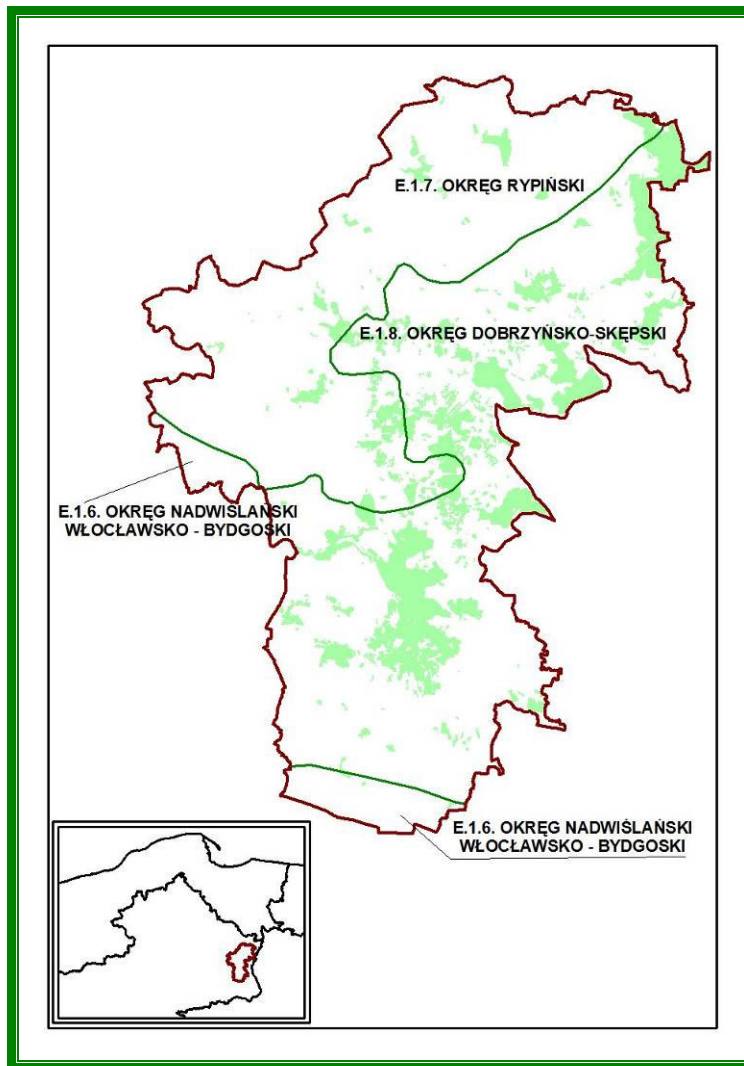 E.1.7. OKRĘG RYPIŃSKI
E.1.8. OKRĘG DOBRZYŃSKO-SKĘPSKI
E.1.6. OKRĘG NADWIŚLAŃSKI
WŁOCŁAWSKO - BYDGOSKI
E.1.6. OKRĘG NADWIŚLAŃSKI
WŁOCŁAWSKO - BYDGOSKI